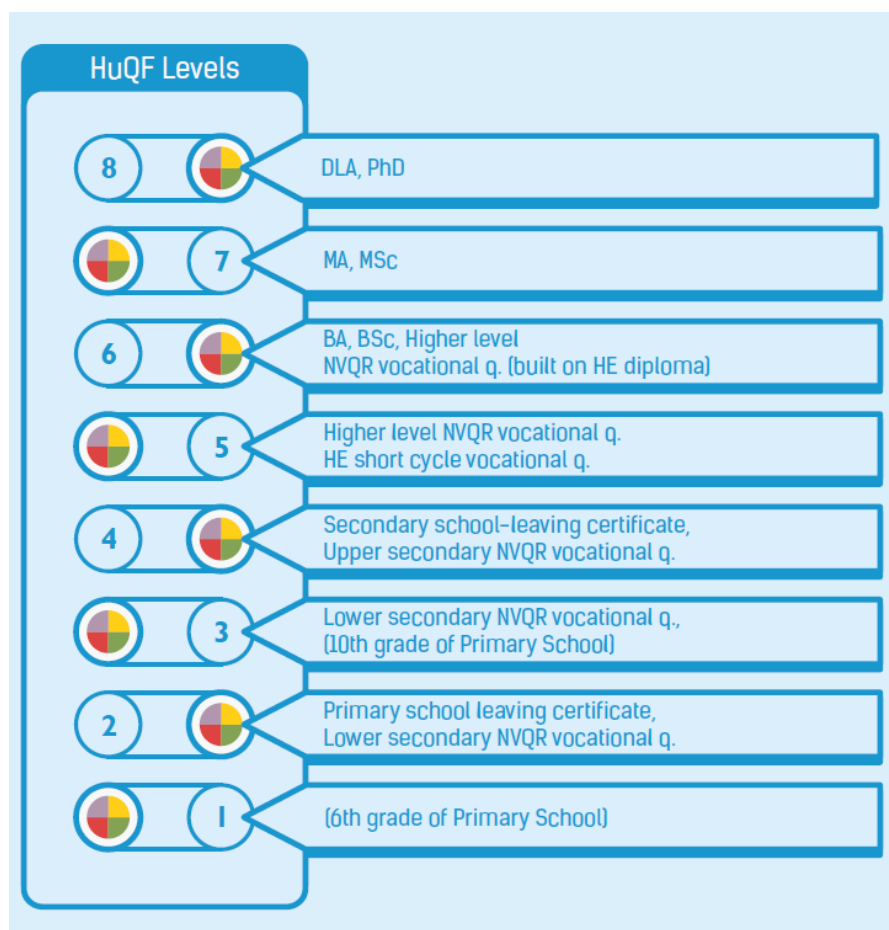 HuQF Levels
8
DLA, PhD
7
MA, MSc
6
BA, BSc, Higher level
NVQR vocational q. (built on HE diploma)
5
Higher level NVQR vocational q.
HE short cycle vocational q.
4
Secondary school-leaving certificate,
Upper secondary NVQR vocational q.
3
Lower secondary NVQR vocational q.,
(10th grade of Primary School)
2
Primary school leaving certificate,
Lower secondary NVQR vocational q.
1
(6th grade of Primary School)